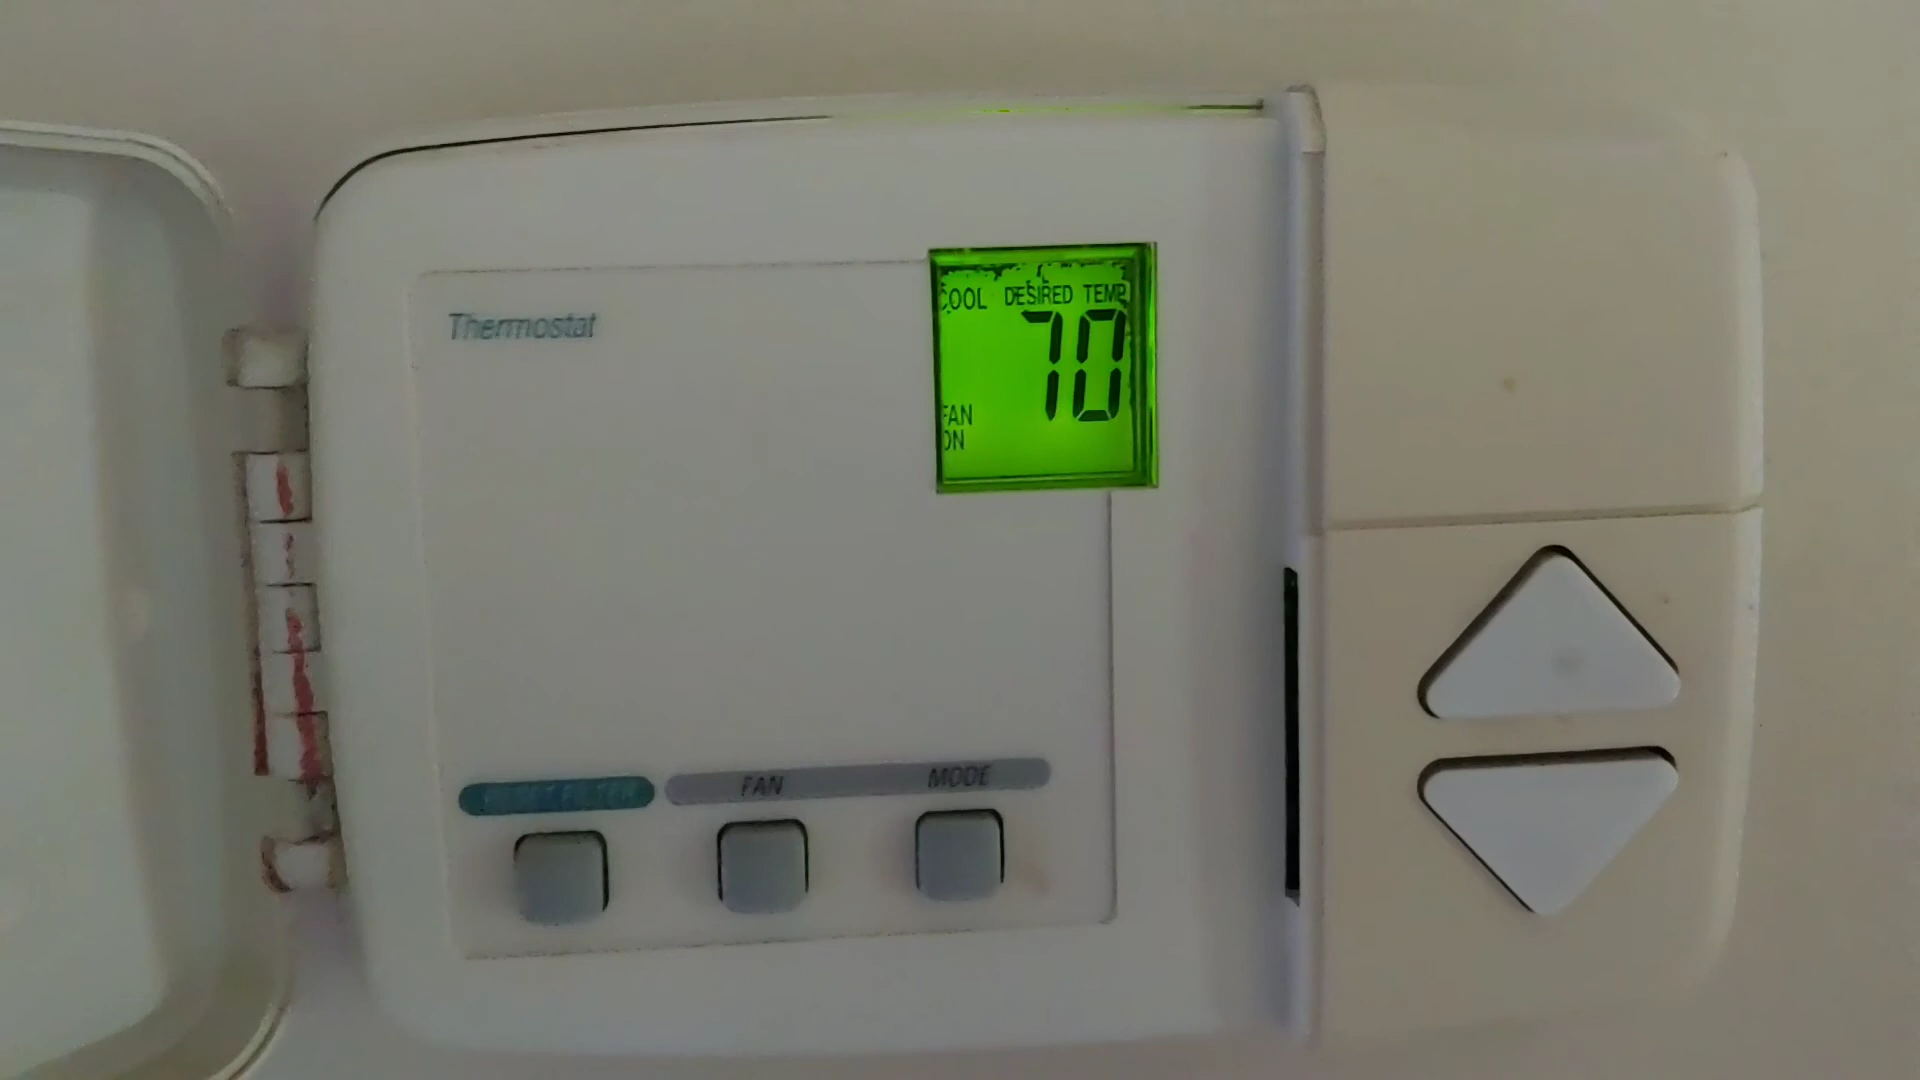 Thermostat
COOL DESIRED TEMP
70
FAN
ON
FAN MODE